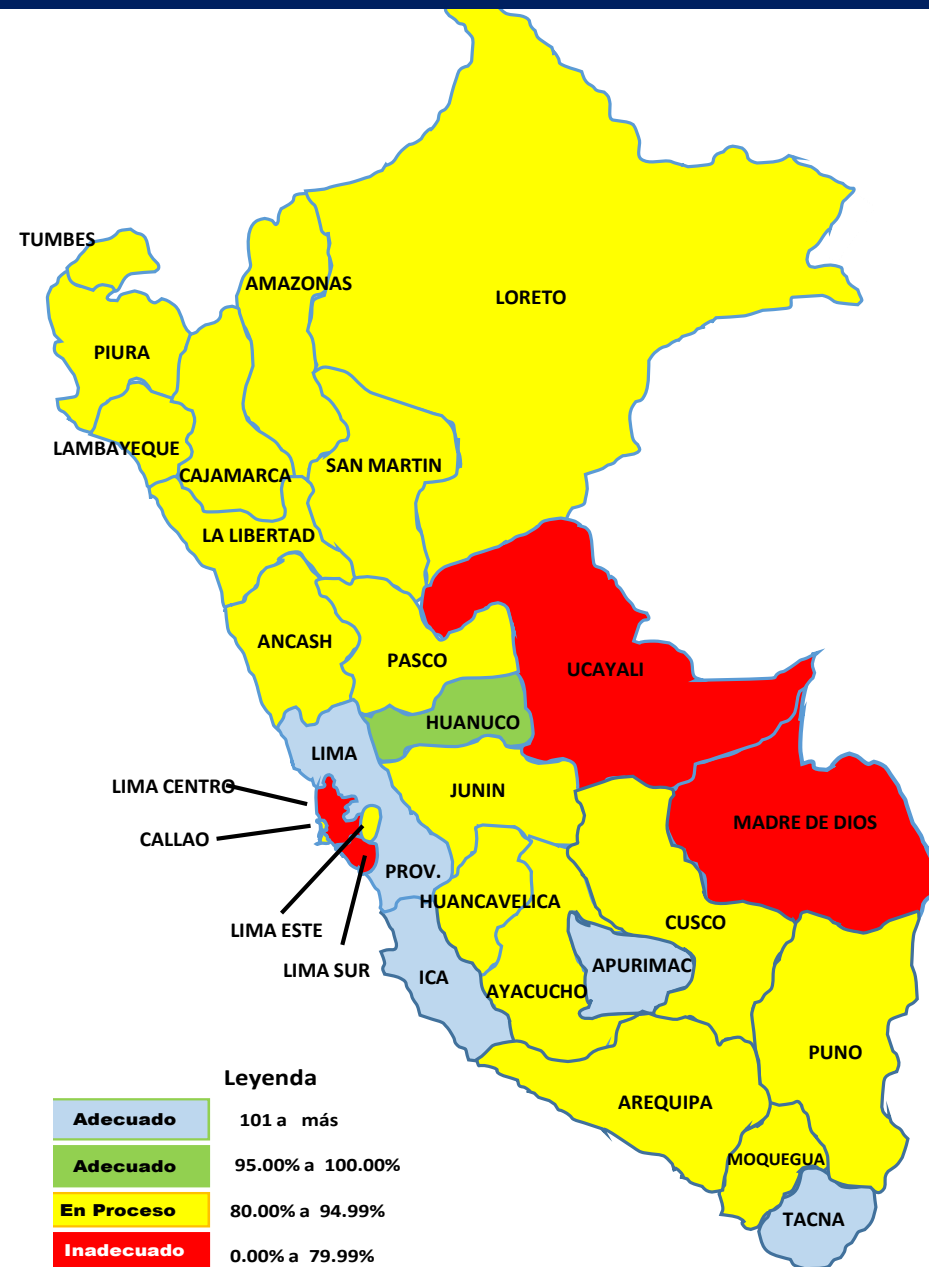 TUMBES
AMAZONAS
LORETO
PIURA
LAMBAYEQUE
CAJAMARCA
SAN MARTIN
LA LIBERTAD
ANCASH
PASCO
UCAYALI
HUANUCO
LIMA
LIMA CENTRO
JUNIN
CALLAO
MADRE DE DIOS
PROV.
HUANCAVELICA
LIMA ESTE
CUSCO
LIMA SUR
APURIMAC
ICA
AYACUCHO
PUNO
AREQUIPA
MOQUEGUA
TACNA
Leyenda
Adecuado 101 a más
Adecuado 95.00% a 100.00%
En Proceso 80.00% a 94.99%
Inadecuado 0.00% a 79.99%